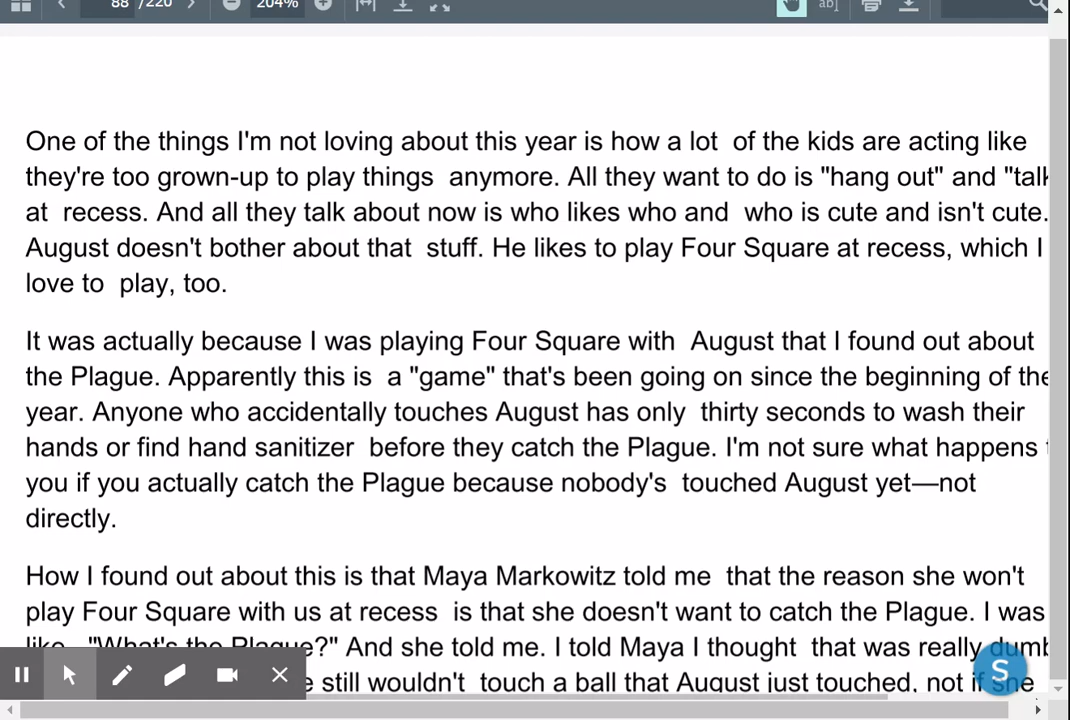 88 /220 204% ab]
One of the things I'm not loving about this year is how a lot of the kids are acting like
they're too grown-up to play things anymore. All they want to do is "hang out" and "talk
at recess. And all they talk about now is who likes who and who is cute and isn't cute.
August doesn't bother about that stuff. He likes to play Four Square at recess, which I
love to play, too.
It was actually because I was playing Four Square with August that I found out about
the Plague. Apparently this is a "game" that's been going on since the beginning of the
year. Anyone who accidentally touches August has only thirty seconds to wash their
hands or find hand sanitizer before they catch the Plague. I'm not sure what happens
you if you actually catch the Plague because nobody's touched August yet—not
directly.
How I found out about this is that Maya Markowitz told me that the reason she won't
play Four Square with us at recess is that she doesn't want to catch the Plague. I was
like, "What's the Plague?" And she told me. I told Maya I thought that was really dumb
still wouldn't touch a ball that August just touched, not if she
S